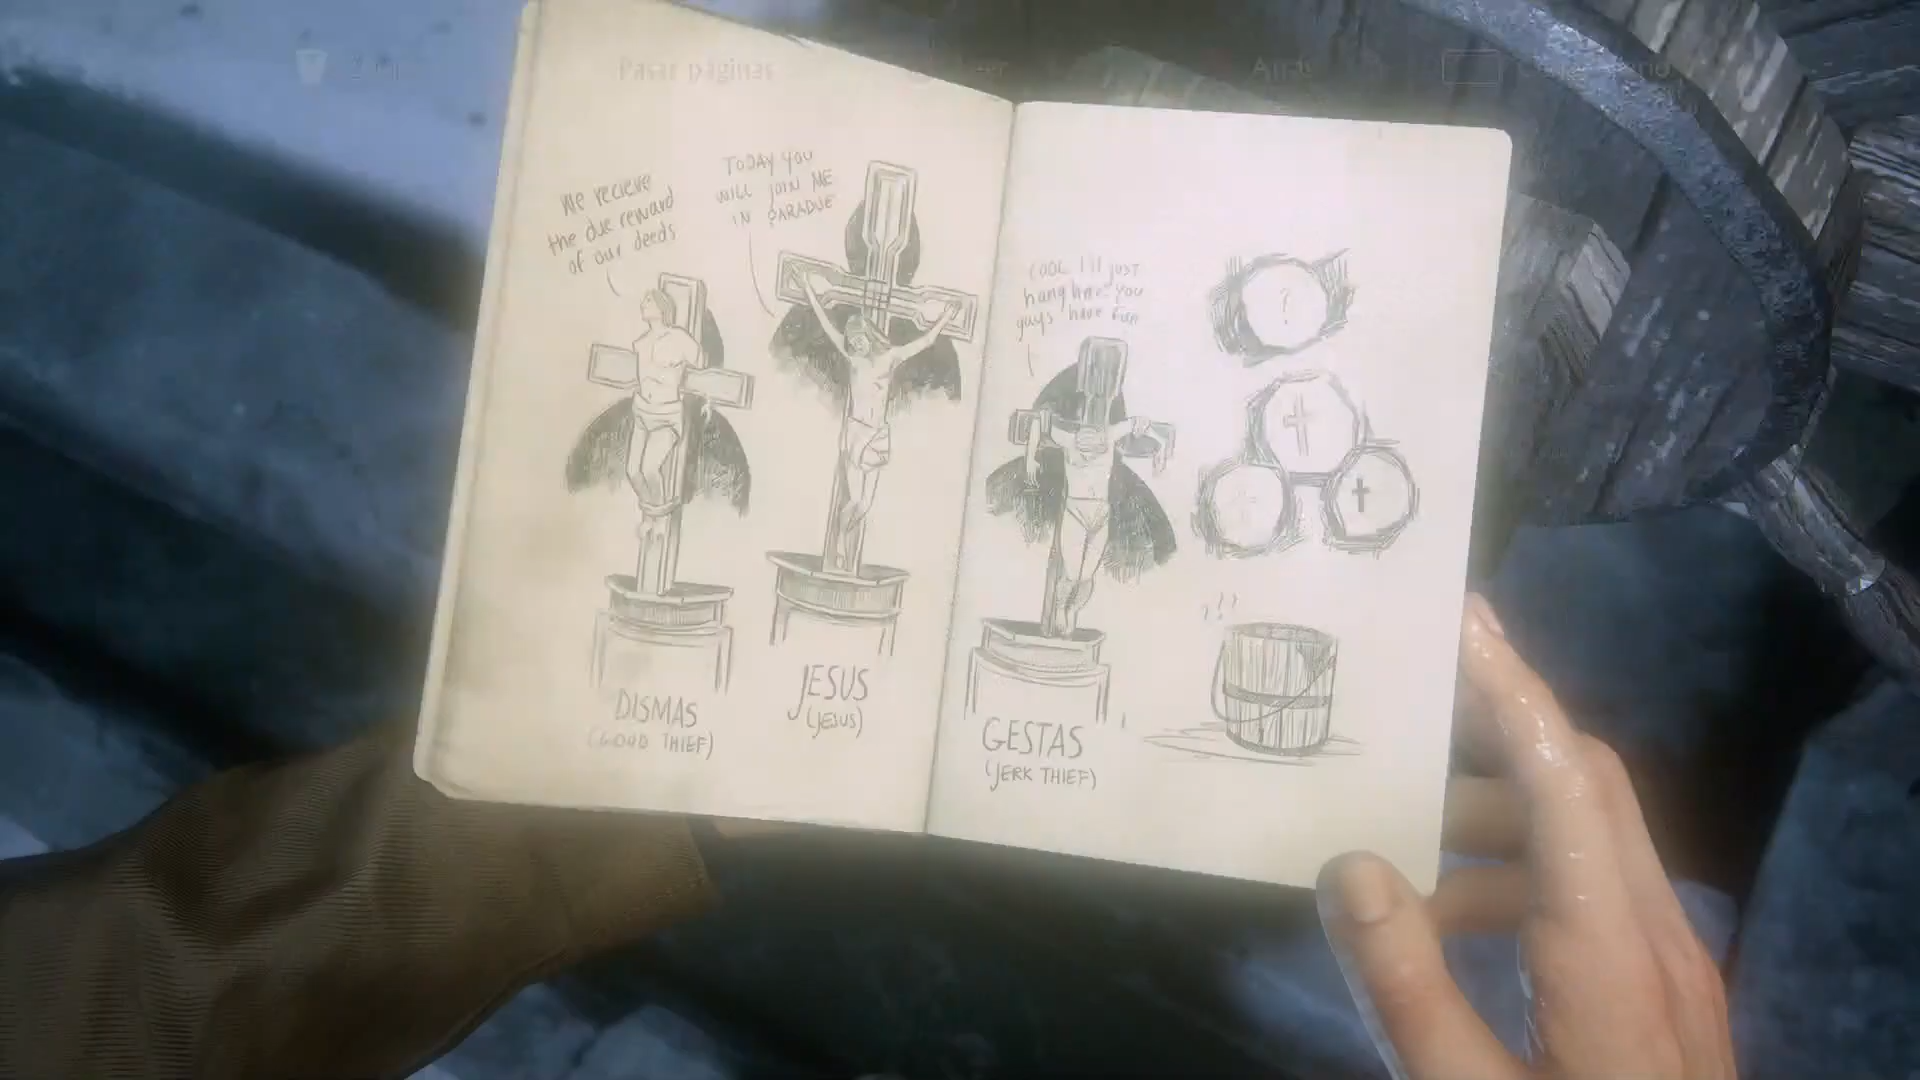 Pasar páginas
We recieve
the due reward
of our deeds
TODAY YOU
WILL JOIN ME
IN PARADISE
COOL I'll just
hang here you
guys have fun
?
? ! ?
DISMAS
(GOOD THIEF)
JESUS
(JESUS)
GESTAS
(JERK THIEF)